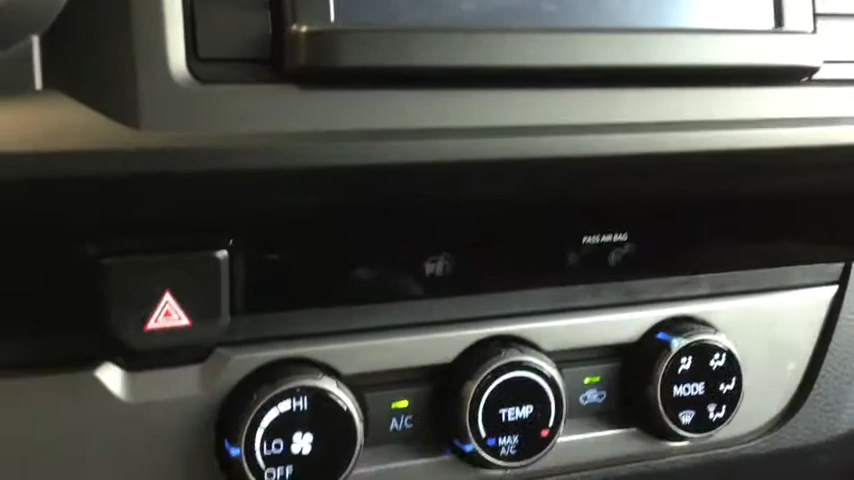 PASS AIR BAG
HI
LO
OFF
A/C
TEMP
MAX
A/C
MODE